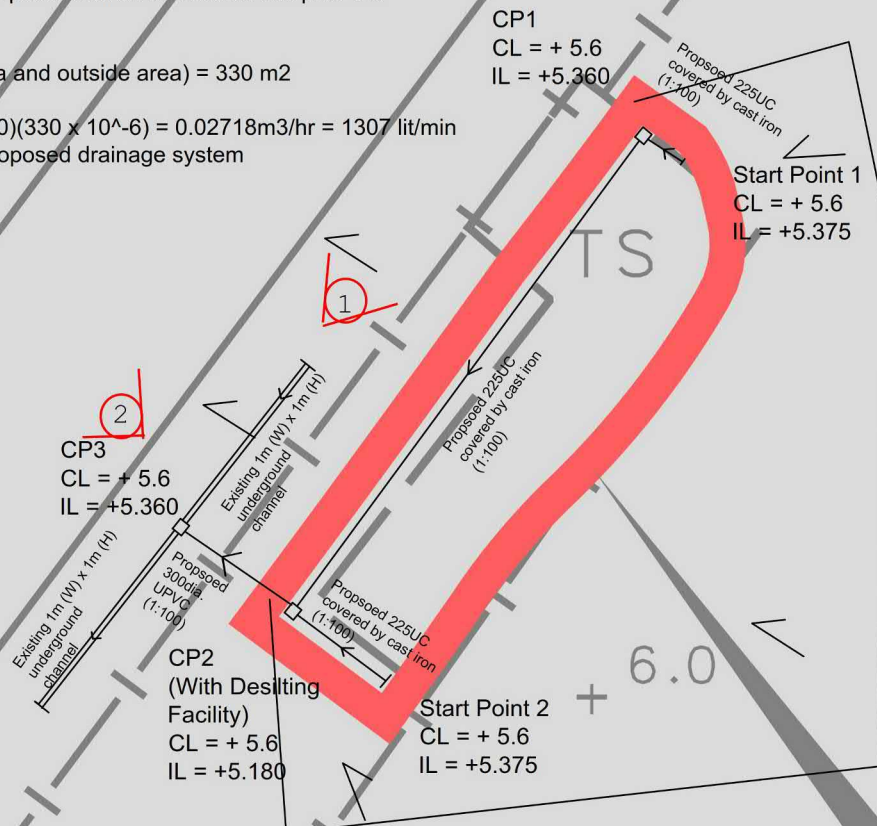 a and outside area) = 330 m2
0)(330 x 10^-6) = 0.02718m3/hr = 1307 lit/min
oposed drainage system
CP1
CL = + 5.6
IL = +5.360
Propsoed 225UC
covered by cast iron
(1:100)
Start Point 1
CL = + 5.6
IL = +5.375
TS
1
2
CP3
CL = + 5.6
IL = +5.360
Existing 1m (W) x 1m (H)
underground
channel
Propsoed 225UC
covered by cast iron
(1:100)
Existing 1m (W) x 1m (H)
underground
channel
Propsoed
300dia.
UPVC
(1:100)
Propsoed 225UC
covered by cast iron
(1:100)
CP2
(With Desilting
Facility)
CL = + 5.6
IL = +5.180
Start Point 2
CL = + 5.6
IL = +5.375
+ 6.0